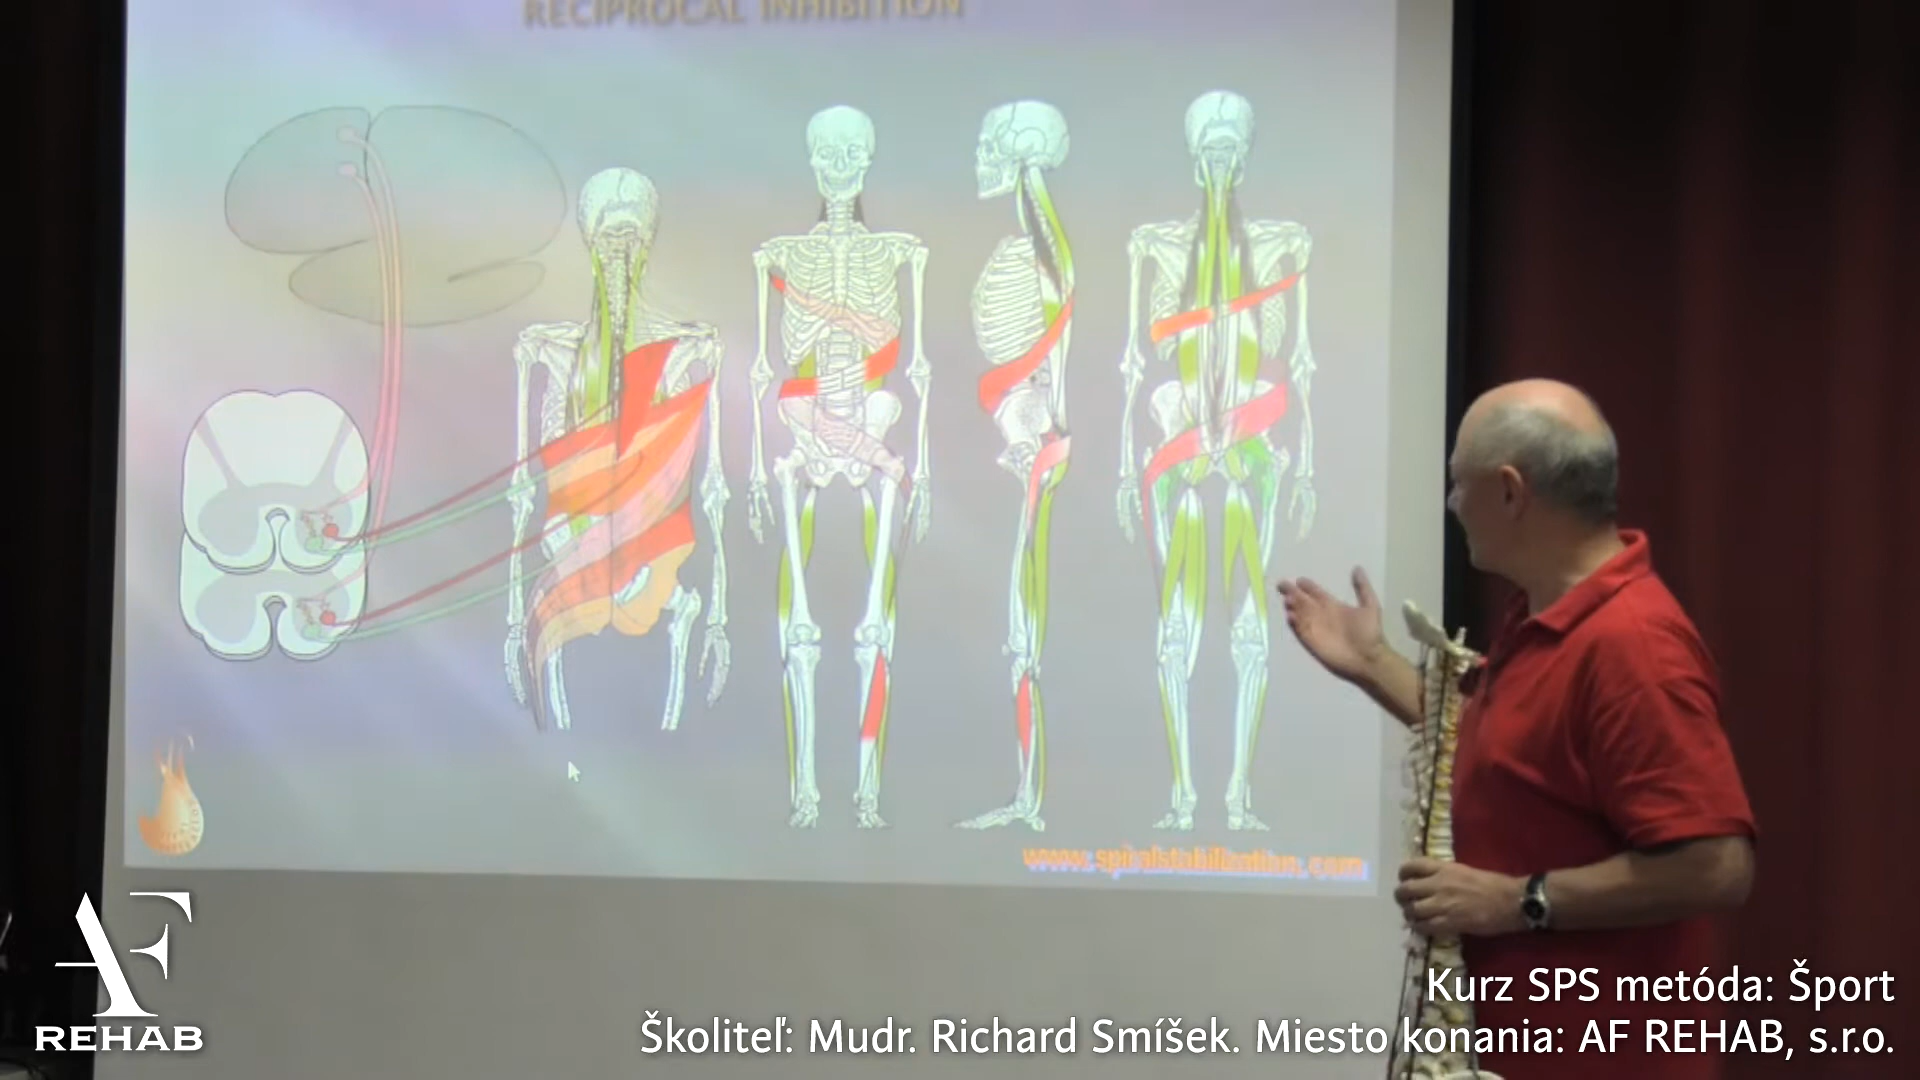 RECIPROCAL INHIBITION
www.spiralstabilization.com
AF
REHAB
Kurz SPS metóda: Šport
Školiteľ: Mudr. Richard Smíšek. Miesto konania: AF REHAB, s.r.o.